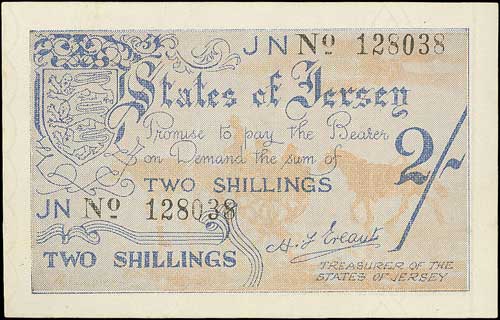 JN Nº 128038
States of Jersey
Promise to pay the Bearer
on Demand the sum of
2/-
TWO SHILLINGS
JN Nº 128038
H F Ereaut
TWO SHILLINGS
TREASURER OF THE
STATES OF JERSEY